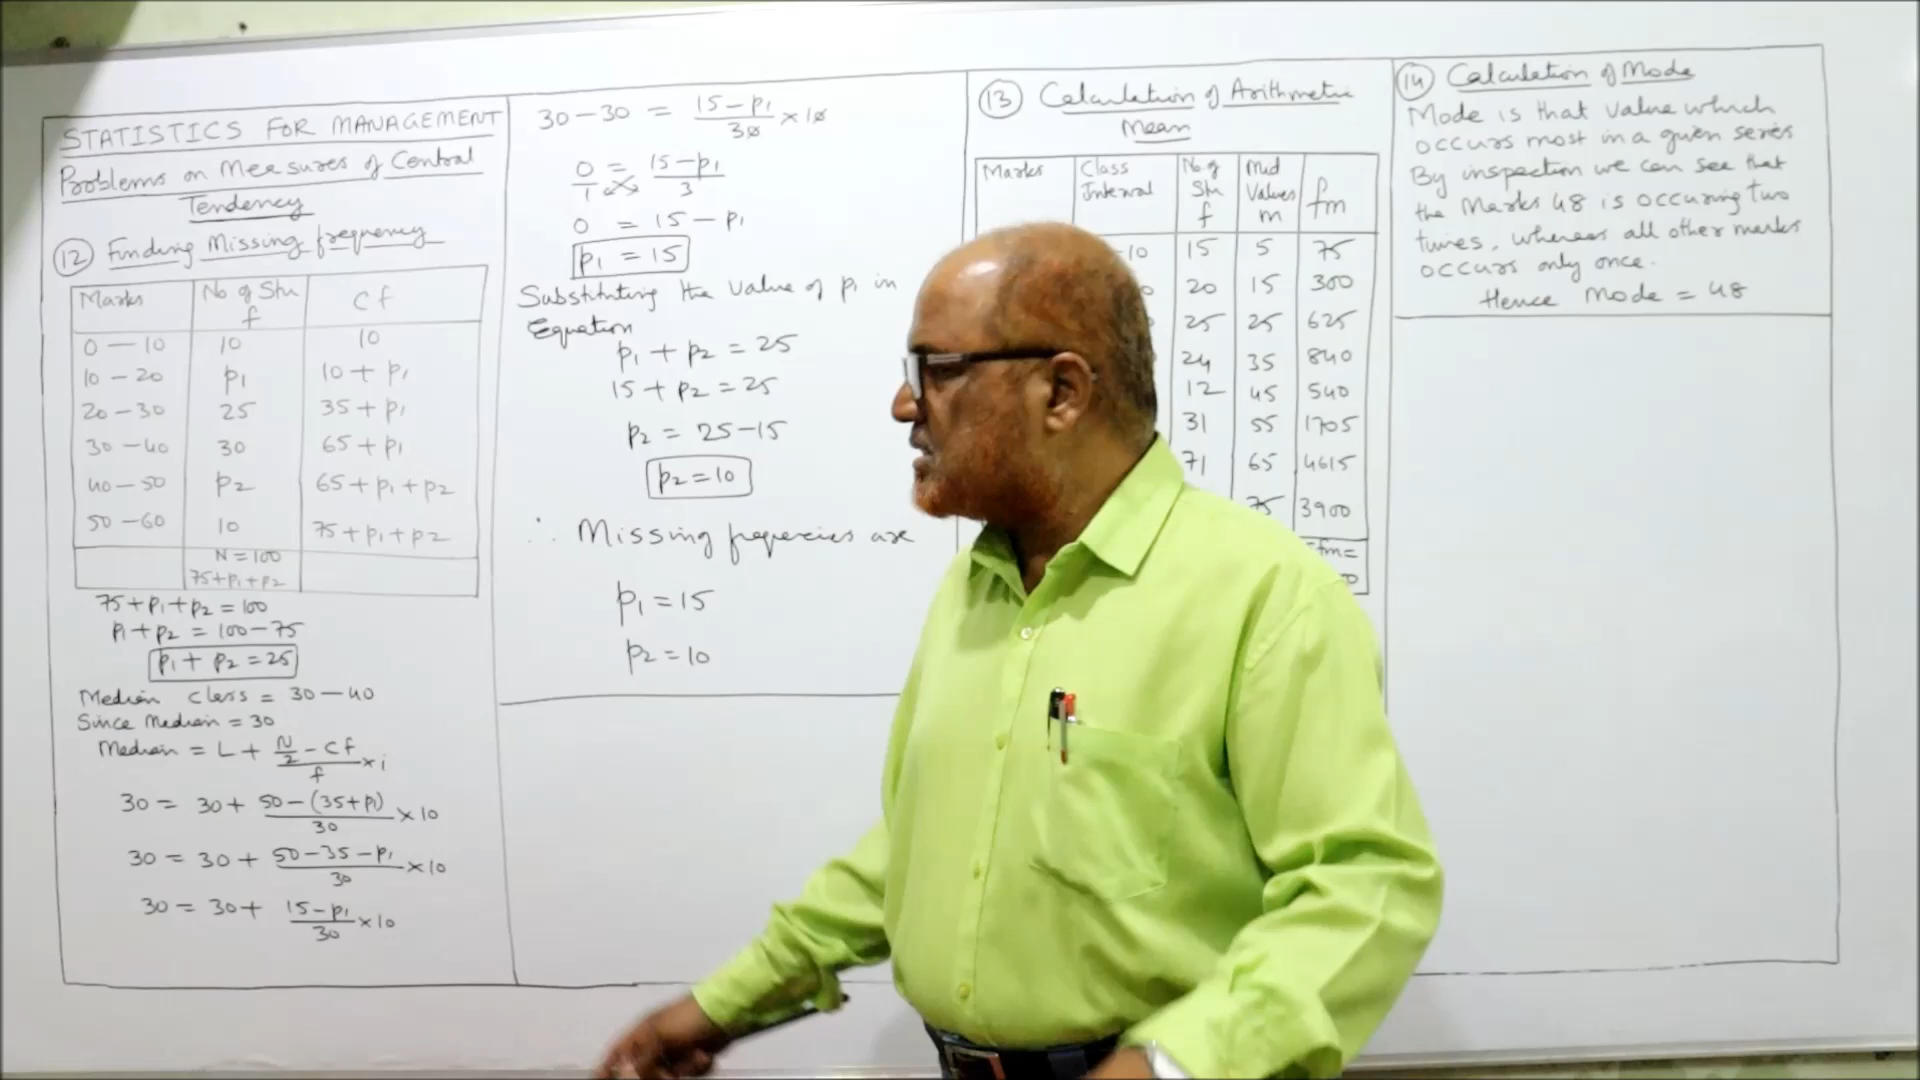 STATISTICS FOR MANAGEMENT
Problems on Measures of Central
Tendency
12 Finding Missing frequency
Marks No of Stu f Cf
0 — 10 10 10
10 — 20 p1 10 + p1
20 — 30 25 35 + p1
30 — 40 30 65 + p1
40 — 50 p2 65 + p1 + p2
50 — 60 10 75 + p1 + p2
N = 100
75+p1+p2
75+p1+p2 = 100
p1+p2 = 100-75
p1+ p2 = 25
Median class = 30 — 40
Since Median = 30
Median = L + (N/2 - Cf)/f × i
30 = 30 + (50 - (35+p1))/30 × 10
30 = 30 + (50 - 35 - p1)/30 × 10
30 = 30 + (15 - p1)/30 × 10
30 - 30 = (15 - p1)/30 × 10
0/1 = (15 - p1)/3
0 = 15 - p1
p1 = 15
Substituting the value of p1 in
Equation
p1 + p2 = 25
15 + p2 = 25
p2 = 25 - 15
p2 = 10
∴ Missing freqencies are
p1 = 15
p2 = 10
13 Calculation of Arithmetic
Mean
Marks Class Interval No of Stu f Mid Values m fm
-10 15 5 75
0 20 15 300
25 25 625
24 35 840
12 45 540
31 55 1705
71 65 4615
75 3900
fm =
0
14 Calculation of Mode
Mode is that value which
occurs most in a given series
By inspection we can see that
the Marks 48 is occuring two
times, whereas all other marks
occurs only once.
Hence Mode = 48